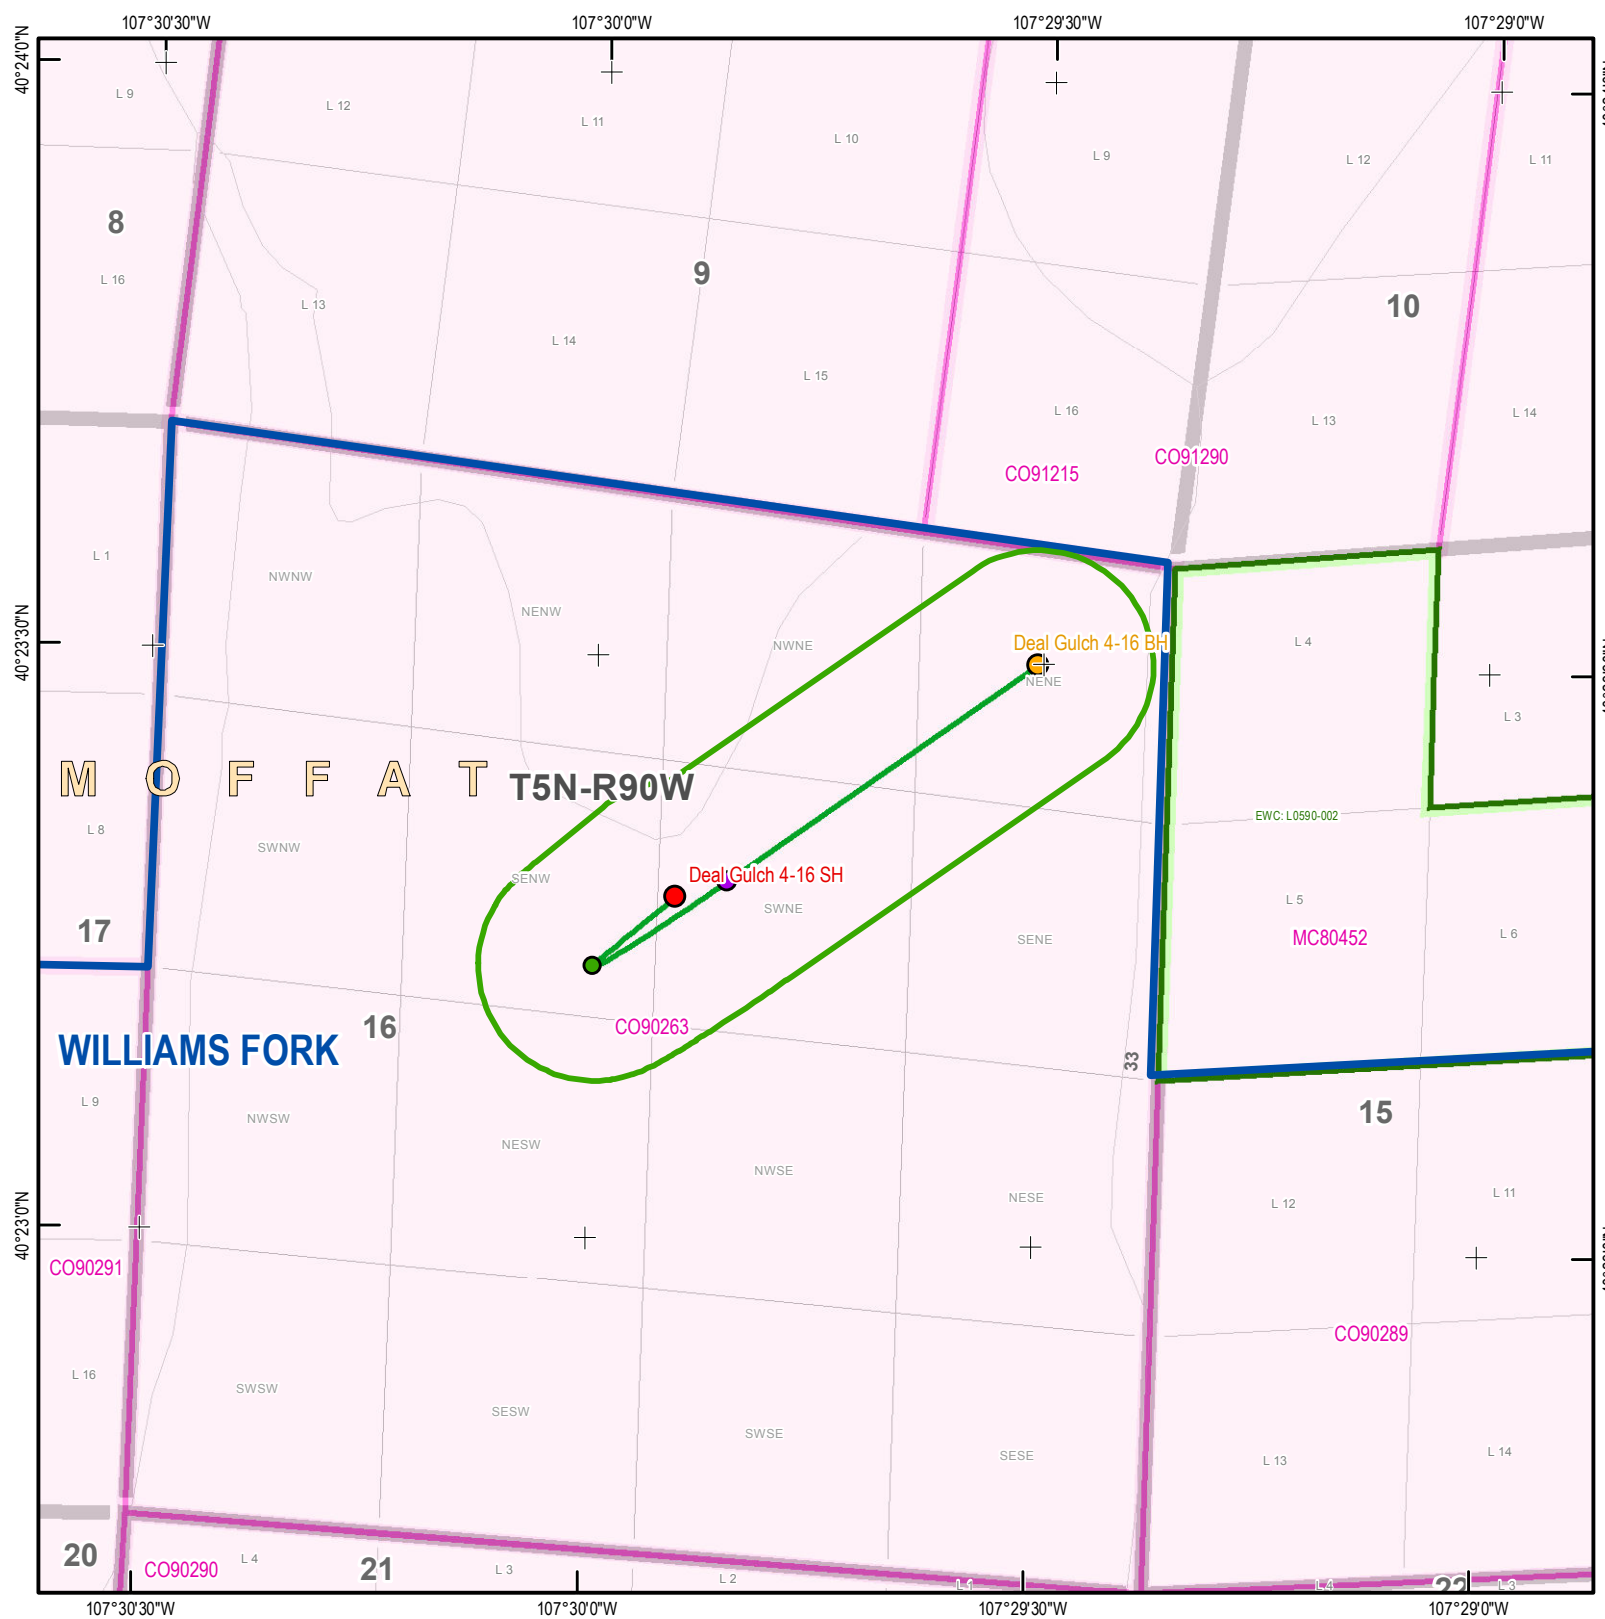 107°30'30"W 107°30'0"W 107°29'30"W 107°29'0"W
40°24'0"N
L 9
L 12
L 11
L 10
L 9
L 12
L 11
8
9
10
L 16
L 13
L 14
L 15
L 16
L 13
L 14
CO91215
CO91290
L 1
NWNW
NENW
NWNE
Deal Gulch 4-16 BH
NENE
L 4
L 3
40°23'30"N
MOFFAT
T5N-R90W
EWC: L0590-002
L 8
SWNW
SENW
Deal Gulch 4-16 SH
SWNE
SENE
L 5
L 6
MC80452
17
16
CO90263
WILLIAMS FORK
33
15
L 9
NWSW
NESW
NWSE
NESE
L 12
L 11
40°23'0"N
CO90291
CO90289
L 16
SWSW
SESW
SWSE
SESE
L 13
L 14
20
CO90290
L 4
21
L 3
L 2
L 1
L 4
22
L 3
107°30'30"W 107°30'0"W 107°29'30"W 107°29'0"W